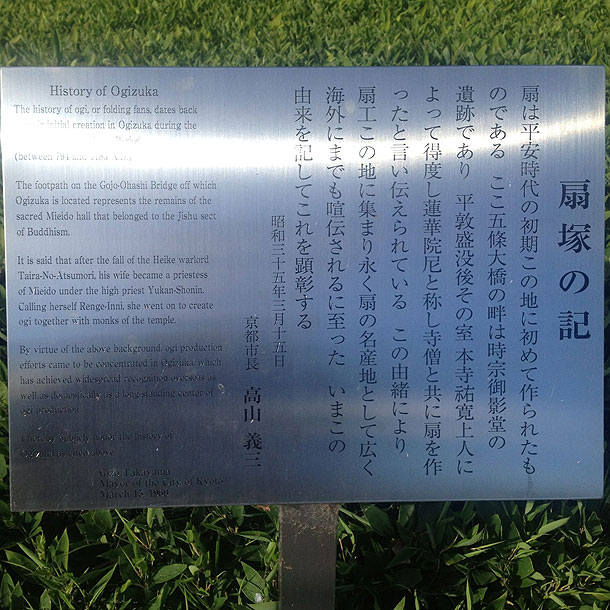 扇塚の記
扇は平安時代の初期この地に初めて作られたも
のである ここ五條大橋の畔は時宗御影堂の
遺跡であり 平敦盛没後その室 本寺祐寛上人に
よって得度し蓮華院尼と称し寺僧と共に扇を作
ったと言い伝えられている この由緒により
扇工この地に集まり永く扇の名産地として広く
海外にまでも喧伝されるに至った いまこの
由来を記してこれを顕彰する
昭和三十五年三月十五日
京都市長 高山 義三
History of Ogizuka
The history of ogi, or folding fans, dates back
initial creation in Ogizuka during the
(between 794 and
The footpath on the Gojo-Ohashi Bridge off which
Ogizuka is located represents the remains of the
sacred Mieido hall that belonged to the Jishu sect
of Buddhism.
It is said that after the fall of the Heike warlord
Taira-No-Atsumori, his wife became a priestess
of Mieido under the high priest Yukan-Shonin.
Calling herself Renge-Inni, she went on to create
ogi together with monks of the temple.
By virtue of the above background, ogi production
efforts came to be concentrated in Ogizuka, which
has achieved widespread recognition overseas as
well as domestically as a long-standing center of
ogi production.
I hereby publicly honor the history of
Takayama
Mayor of the City of Kyoto
March 15, 1960